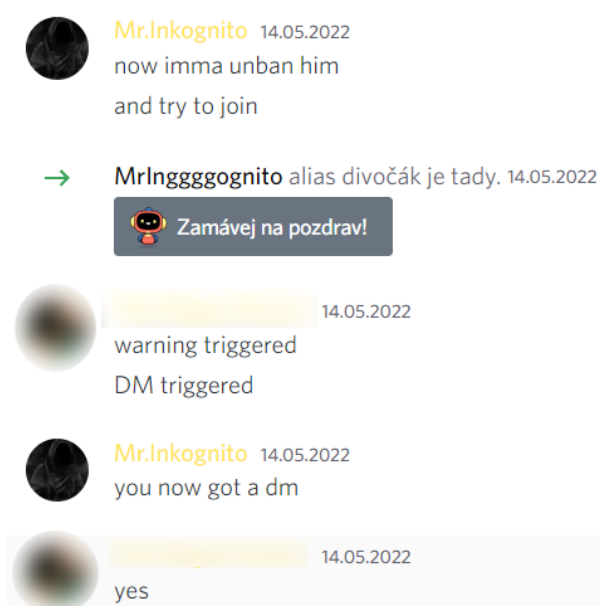 Mr.Inkognito 14.05.2022
now imma unban him
and try to join
MrInggggognito alias divočák je tady. 14.05.2022
Zamávej na pozdrav!
14.05.2022
warning triggered
DM triggered
Mr.Inkognito 14.05.2022
you now got a dm
14.05.2022
yes